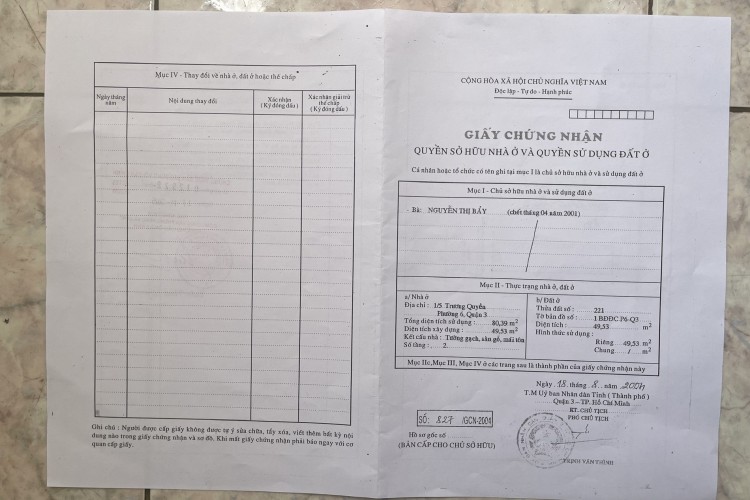 Mục IV - Thay đổi về nhà ở, đất ở hoặc thế chấp
Ngày tháng năm
Nội dung thay đổi
Xác nhận
( Ký đóng dấu )
Xác nhận giải trừ thế chấp
( Ký đóng dấu )
Ghi chú : Người được cấp giấy không được tự ý sửa chữa, tẩy xóa, viết thêm bất kỳ nội
dung nào trong giấy chứng nhận và sơ đồ. Khi mất giấy chứng nhận phải báo ngay với cơ
quan cấp giấy.
CỘNG HÒA XÃ HỘI CHỦ NGHĨA VIỆT NAM
Độc lập - Tự do - Hạnh phúc
GIẤY CHỨNG NHẬN
QUYỀN SỞ HỮU NHÀ Ở VÀ QUYỀN SỬ DỤNG ĐẤT Ở
Cá nhân hoặc tổ chức có tên ghi tại mục I là chủ sở hữu nhà ở và sử dụng đất ở
Mục I - Chủ sở hữu nhà ở và sử dụng đất ở
- Bà: NGUYỄN THỊ BẢY (chết tháng 04 năm 2001)
Mục II - Thực trạng nhà ở, đất ở
a/ Nhà ở
Địa chỉ : 1/5 Trương Quyền
Phường 6, Quận 3
Tổng diện tích sử dụng : 80,39 m2
Diện tích xây dựng : 49,53 m2
Kết cấu nhà : Tường gạch, sàn gỗ, mái tôn
Số tầng : 2
b/ Đất ở
Thửa đất số : 221
Tờ bản đồ số : 1 BĐĐC.P6-Q3
Diện tích : 49,53 m2
Hình thức sử dụng :
Riêng 49,53 m2
Chung / m2
Mục IIc, Mục III, Mục IV ở các trang sau là thành phần của giấy chứng nhận này
Ngày 18 tháng 8 năm 2004
T.M Uỷ ban Nhân dân Tỉnh ( Thành phố )
Quận 3 - TP. Hồ Chí Minh
KT. CHỦ TỊCH
PHÓ CHỦ TỊCH
SỐ: 827 /GCN-2004
Hồ sơ gốc số :
(BẢN CẤP CHO CHỦ SỞ HỮU)